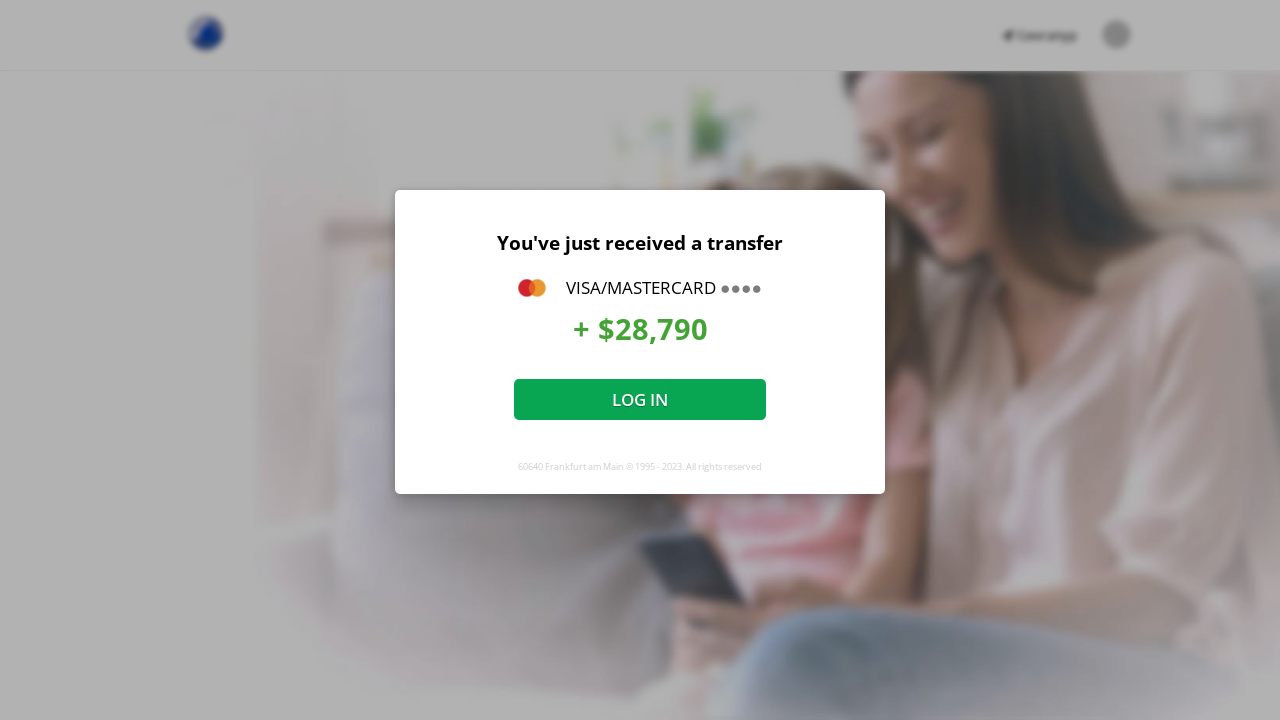 You've just received a transfer
VISA/MASTERCARD ●●●●
+ $28,790
LOG IN
60640 Frankfurt am Main © 1995 - 2023. All rights reserved